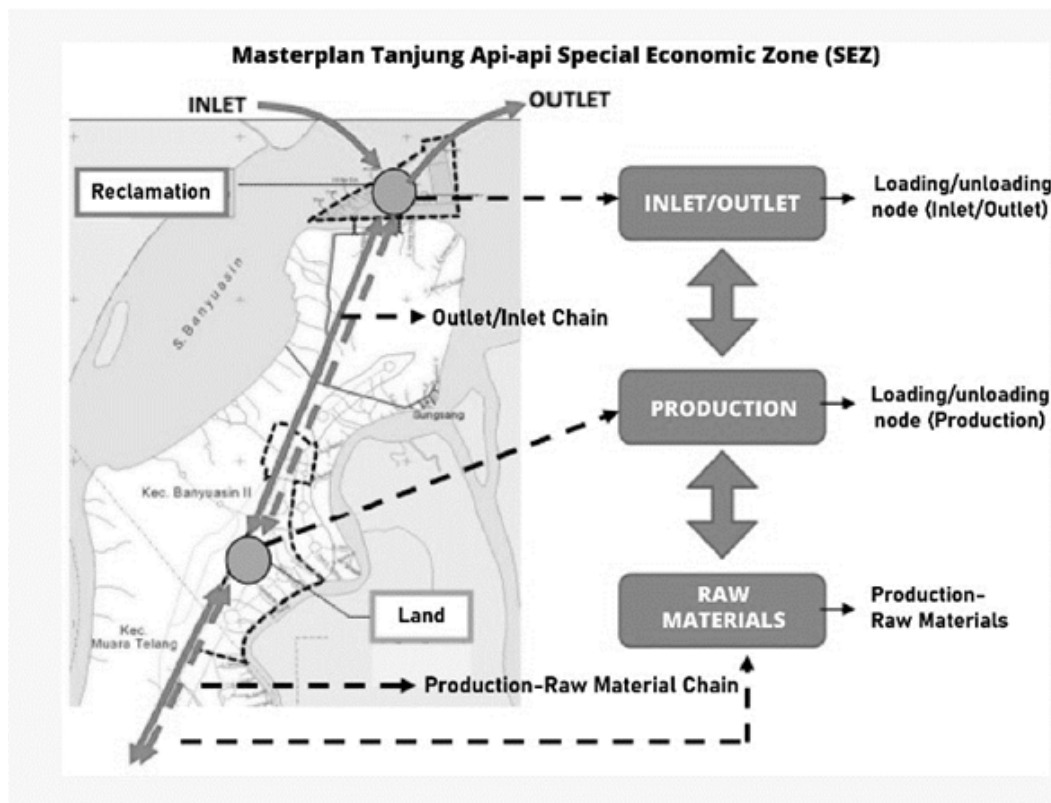 Masterplan Tanjung Api-api Special Economic Zone (SEZ)
INLET
OUTLET
Reclamation
INLET/OUTLET
Loading/unloading
node (Inlet/Outlet)
S. Banyuasin
Outlet/Inlet Chain
PRODUCTION
Loading/unloading
node (Production)
Sungsang
Kec. Banyuasin II
Land
RAW
MATERIALS
Production-
Raw Materials
Kec.
Muara Telang
Production-Raw Material Chain